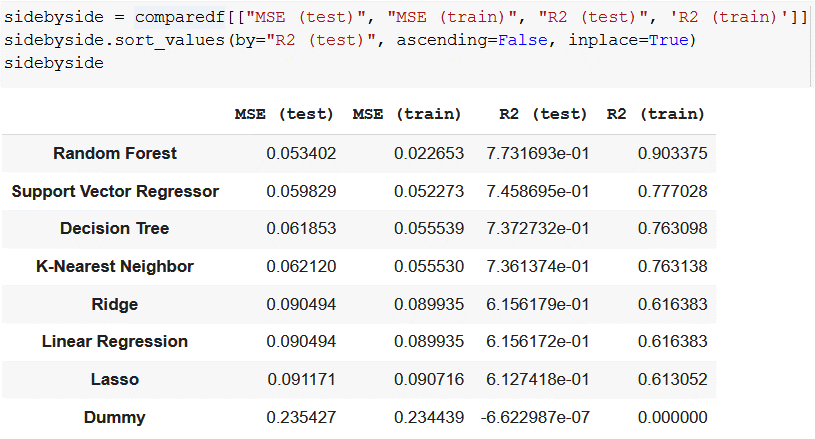 sidebyside = comparedf[["MSE (test)", "MSE (train)", "R2 (test)", 'R2 (train)']]
sidebyside.sort_values(by="R2 (test)", ascending=False, inplace=True)
sidebyside
MSE (test) MSE (train) R2 (test) R2 (train)
Random Forest 0.053402 0.022653 7.731693e-01 0.903375
Support Vector Regressor 0.059829 0.052273 7.458695e-01 0.777028
Decision Tree 0.061853 0.055539 7.372732e-01 0.763098
K-Nearest Neighbor 0.062120 0.055530 7.361374e-01 0.763138
Ridge 0.090494 0.089935 6.156179e-01 0.616383
Linear Regression 0.090494 0.089935 6.156172e-01 0.616383
Lasso 0.091171 0.090716 6.127418e-01 0.613052
Dummy 0.235427 0.234439 -6.622987e-07 0.000000